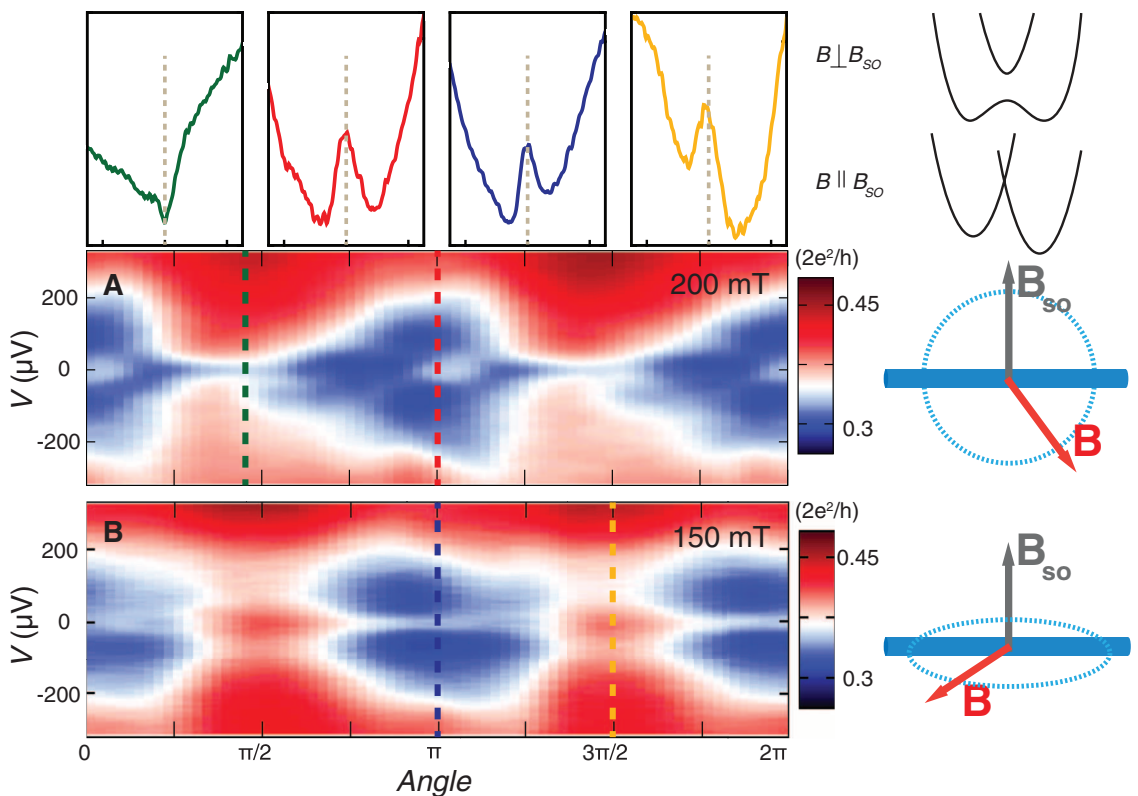 B⊥B_so
B ∥ B_so
A
200 mT
(2e²/h)
0.45
0.3
200
0
-200
V (μV)
B_so
B
B
150 mT
(2e²/h)
0.45
0.3
200
0
-200
V (μV)
B_so
B
0
π/2
π
3π/2
2π
Angle